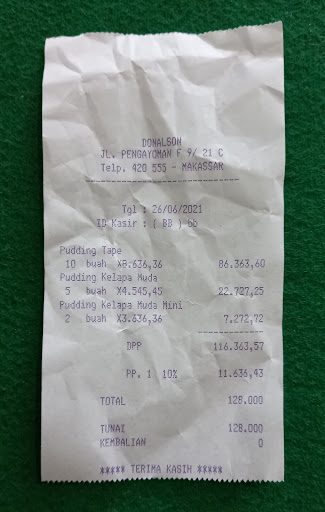 DONALSON
JL. PENGAYOMAN F 9/ 21 C
Telp. 420 555 - MAKASSAR
Tgl : 26/06/2021
ID Kasir : ( BB ) bb
Pudding Tape
10 buah X8.636,36 86.363,60
Pudding Kelapa Muda
5 buah X4.545,45 22.727,25
Pudding Kelapa Muda Mini
2 buah X3.636,36 7.272,72
DPP 116.363,57
PP. 1 10% 11.636,43
TOTAL 128.000
TUNAI 128.000
KEMBALIAN 0
***** TERIMA KASIH *****